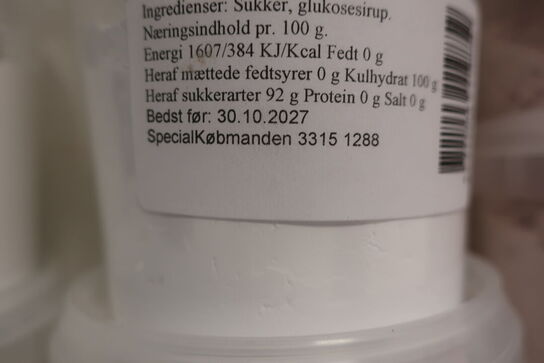 Ingredienser: Sukker, glukosesirup.
Næringsindhold pr. 100 g.
Energi 1607/384 KJ/Kcal Fedt 0 g
Heraf mættede fedtsyrer 0 g Kulhydrat 100 g
Heraf sukkerarter 92 g Protein 0 g Salt 0 g
Bedst før: 30.10.2027
SpecialKøbmanden 3315 1288